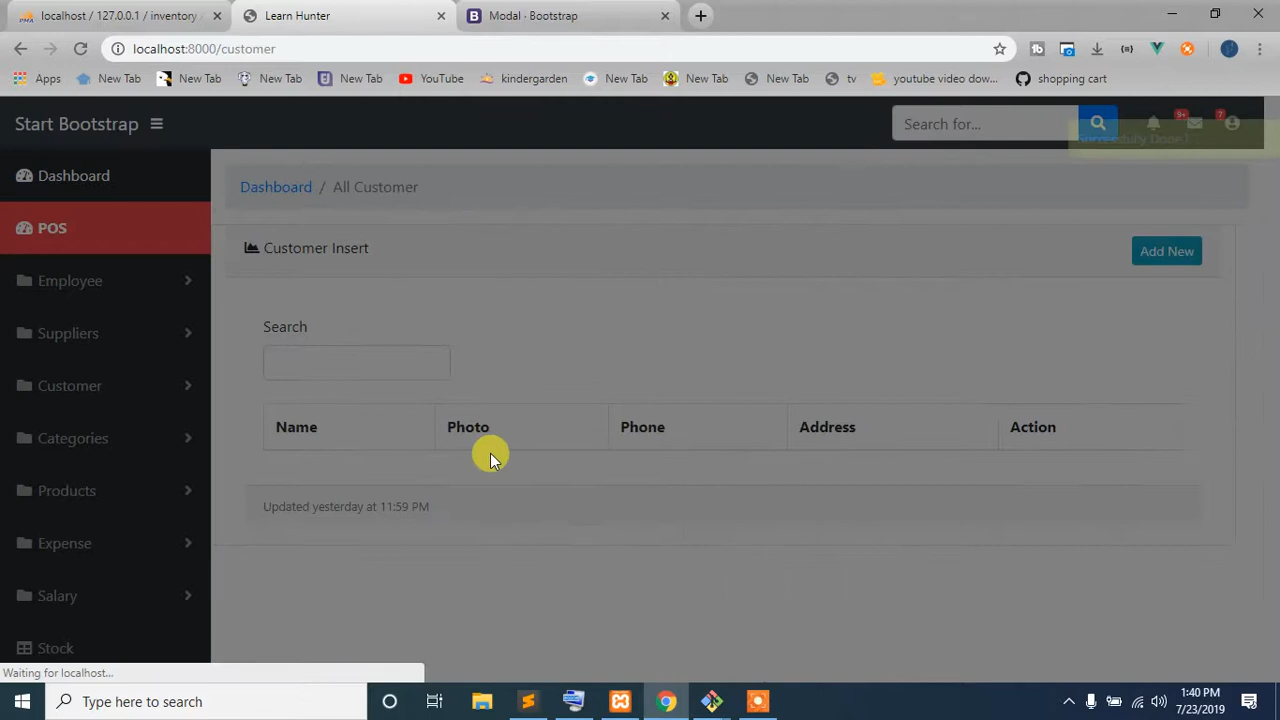 localhost / 127.0.0.1 / inventory
Learn Hunter
Modal · Bootstrap
localhost:8000/customer
Apps
New Tab
New Tab
New Tab
New Tab
YouTube
kindergarden
New Tab
New Tab
New Tab
tv
youtube video dow...
shopping cart
Start Bootstrap
Search for...
9+
7
Successfully Done!
Dashboard
Dashboard / All Customer
POS
Customer Insert
Add New
Employee
Suppliers
Search
Customer
Name Photo Phone Address Action
Categories
Products
Updated yesterday at 11:59 PM
Expense
Salary
Stock
Waiting for localhost...
Type here to search
1:40 PM
7/23/2019